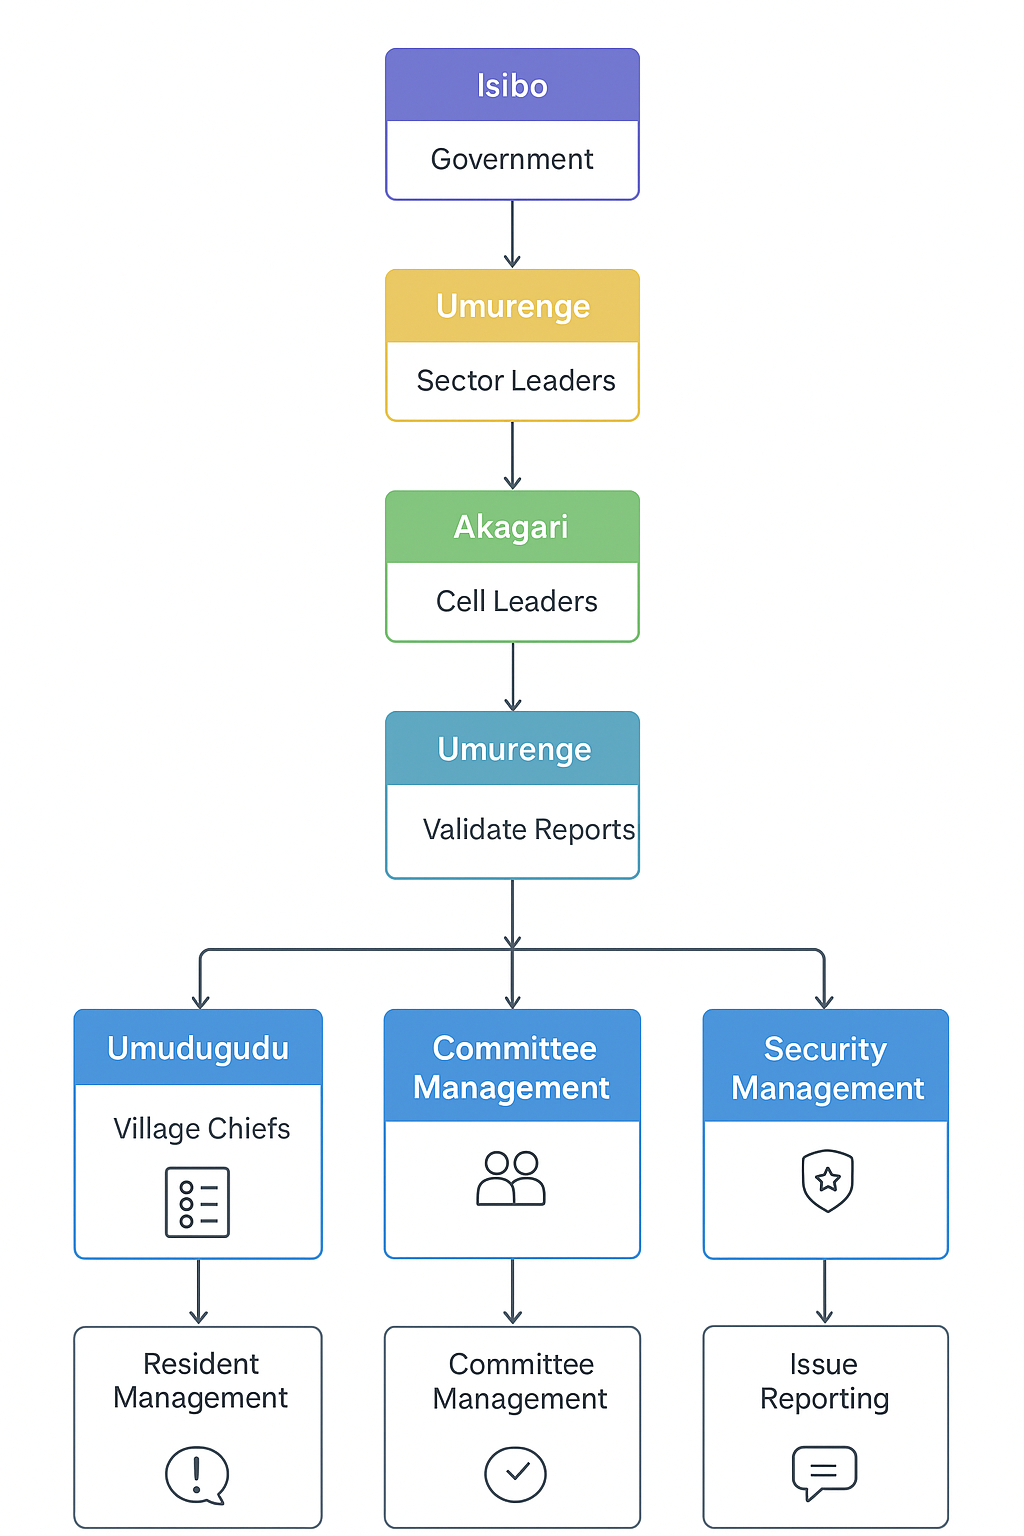 Isibo
Government
Umurenge
Sector Leaders
Akagari
Cell Leaders
Umurenge
Validate Reports
Umudugudu
Village Chiefs
Committee
Management
Security
Management
Resident
Management
Committee
Management
Issue
Reporting